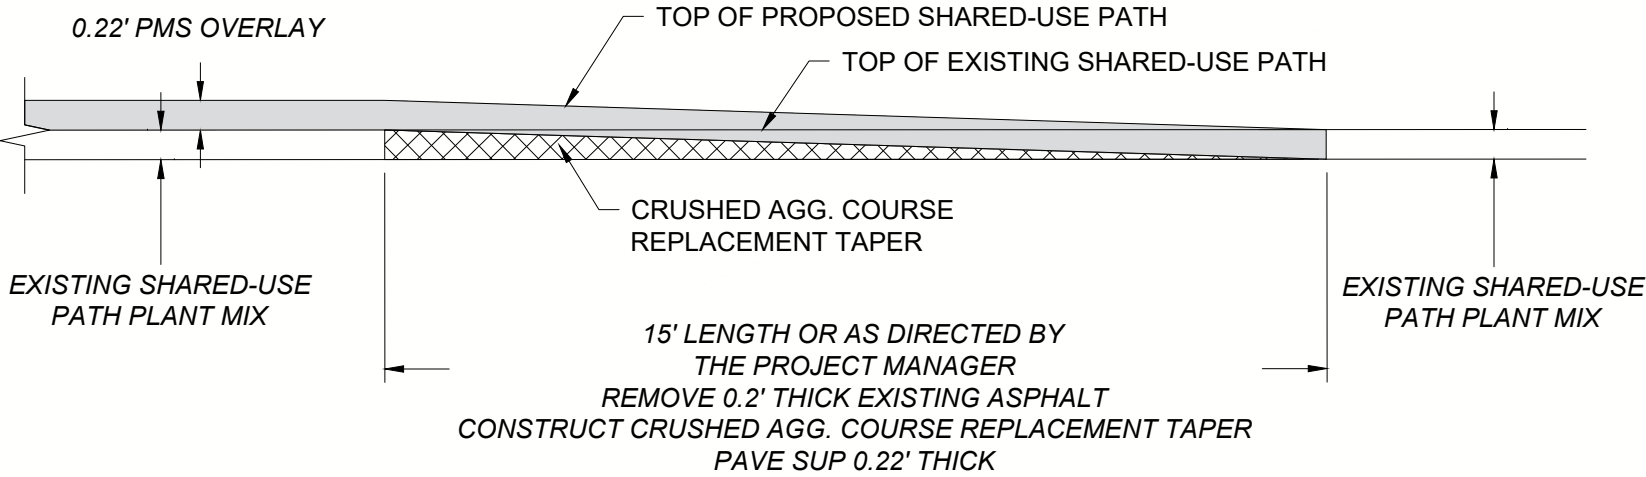 0.22' PMS OVERLAY
TOP OF PROPOSED SHARED-USE PATH
TOP OF EXISTING SHARED-USE PATH
CRUSHED AGG. COURSE
REPLACEMENT TAPER
EXISTING SHARED-USE
PATH PLANT MIX
EXISTING SHARED-USE
PATH PLANT MIX
15' LENGTH OR AS DIRECTED BY
THE PROJECT MANAGER
REMOVE 0.2' THICK EXISTING ASPHALT
CONSTRUCT CRUSHED AGG. COURSE REPLACEMENT TAPER
PAVE SUP 0.22' THICK